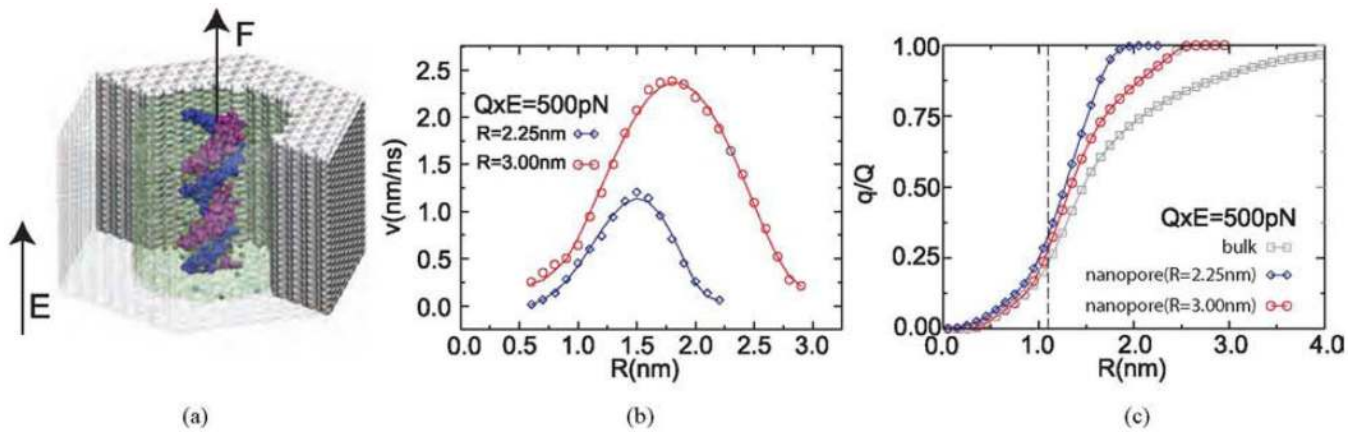 F
E
(a)
QxE=500pN
R=2.25nm
R=3.00nm
v(nm/ns)
2.5
2.0
1.5
1.0
0.5
0.0
0.0 0.5 1.0 1.5 2.0 2.5 3.0
R(nm)
(b)
q/Q
1.00
0.75
0.50
0.25
0.00
QxE=500pN
bulk
nanopore(R=2.25nm)
nanopore(R=3.00nm)
0.0 1.0 2.0 3.0 4.0
R(nm)
(c)